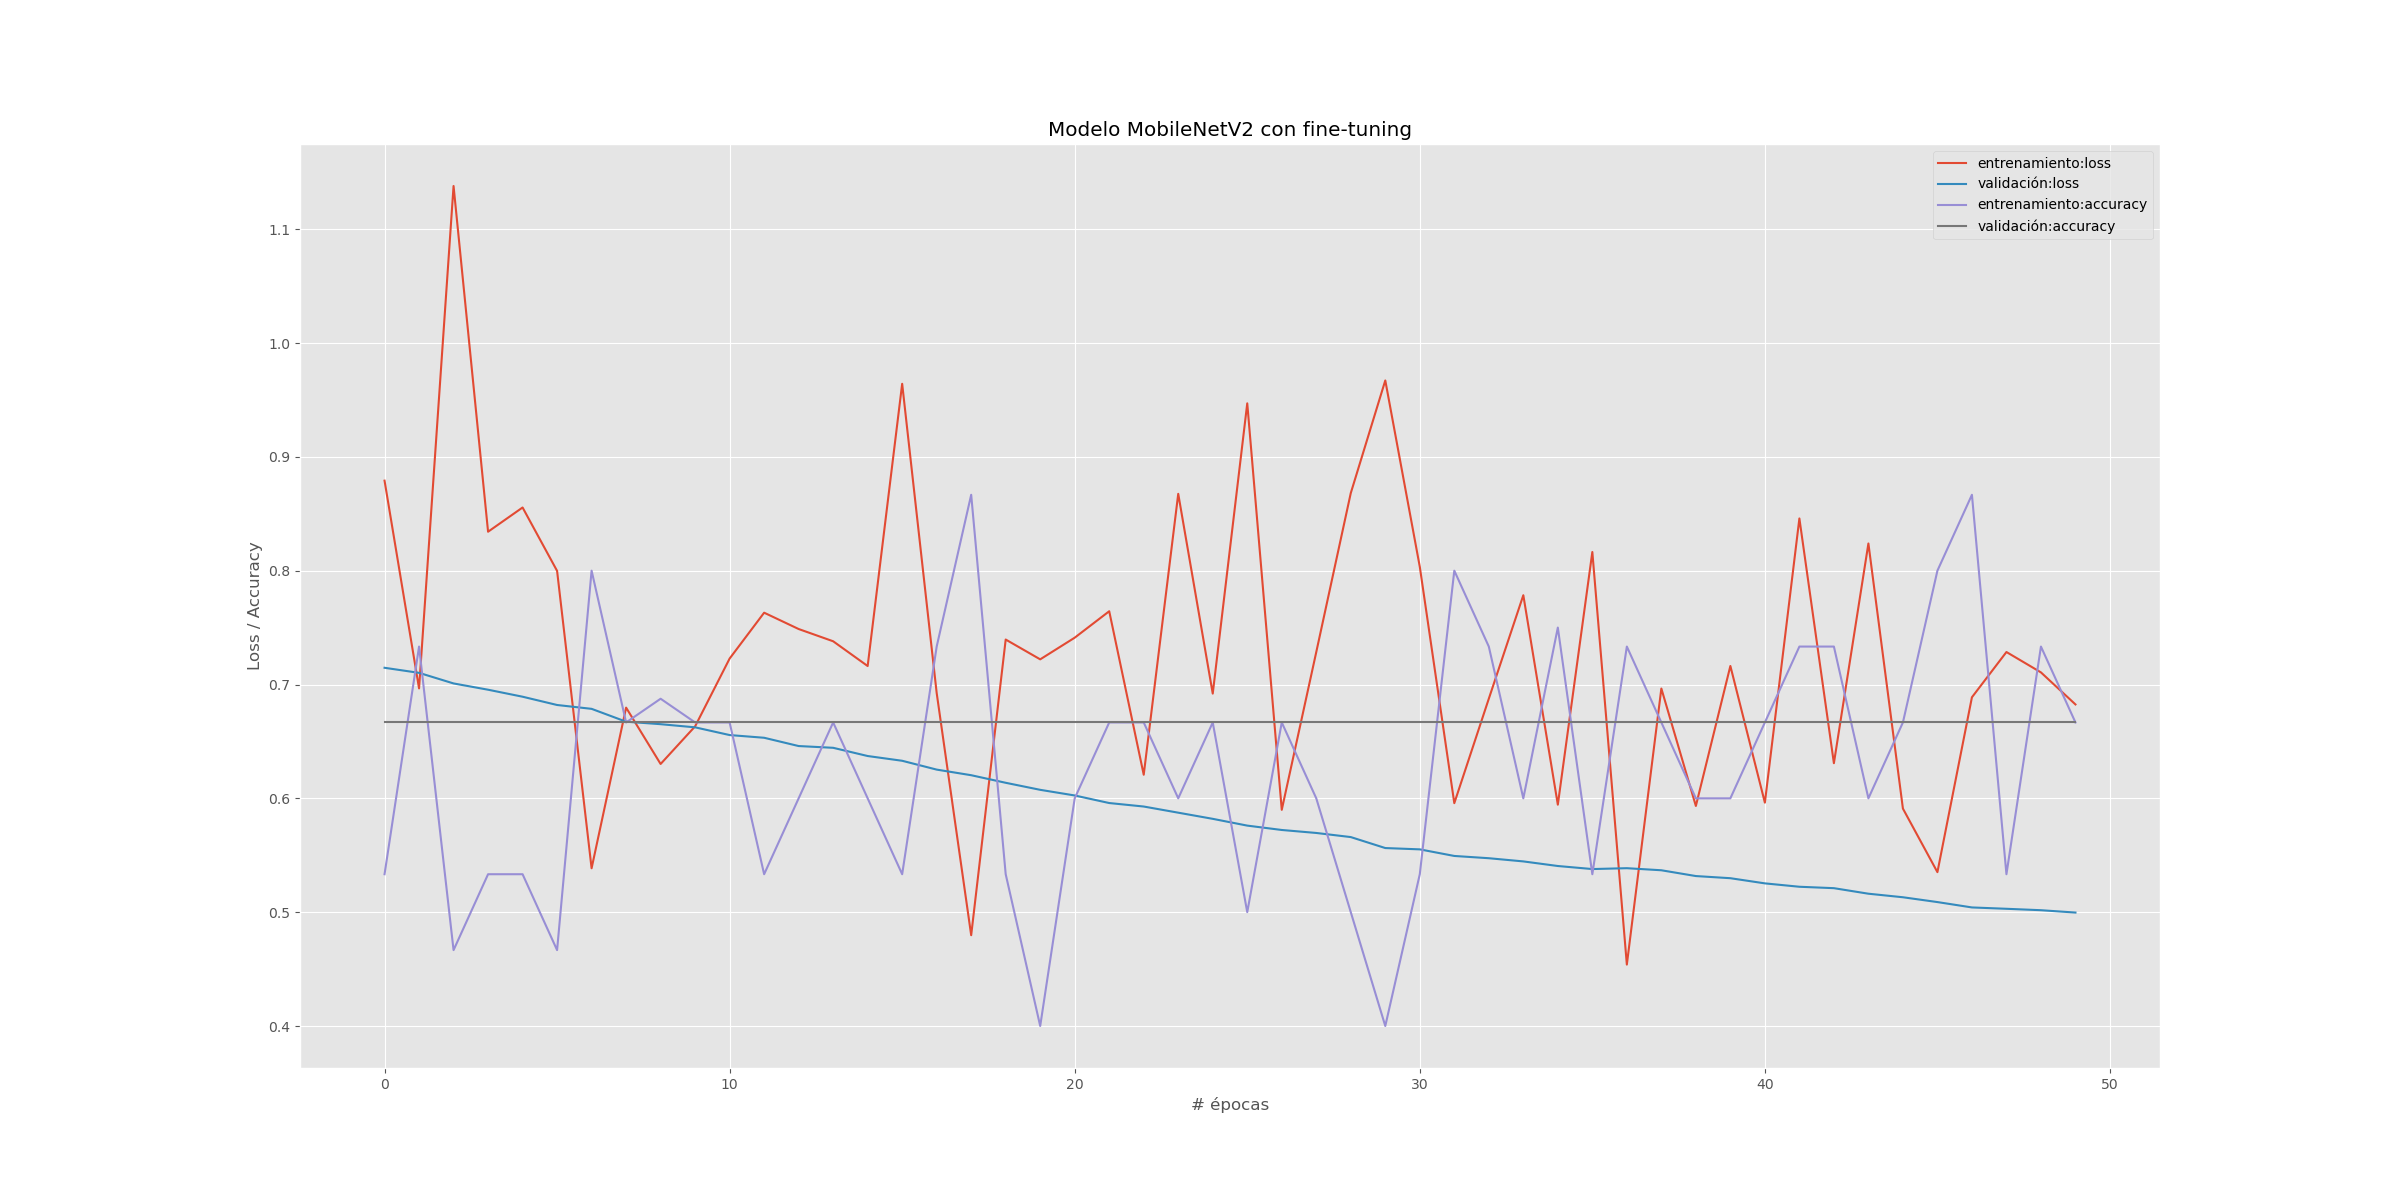 Modelo MobileNetV2 con fine-tuning
entrenamiento:loss
validación:loss
entrenamiento:accuracy
validación:accuracy
Loss / Accuracy
1.1
1.0
0.9
0.8
0.7
0.6
0.5
0.4
0 10 20 30 40 50
# épocas